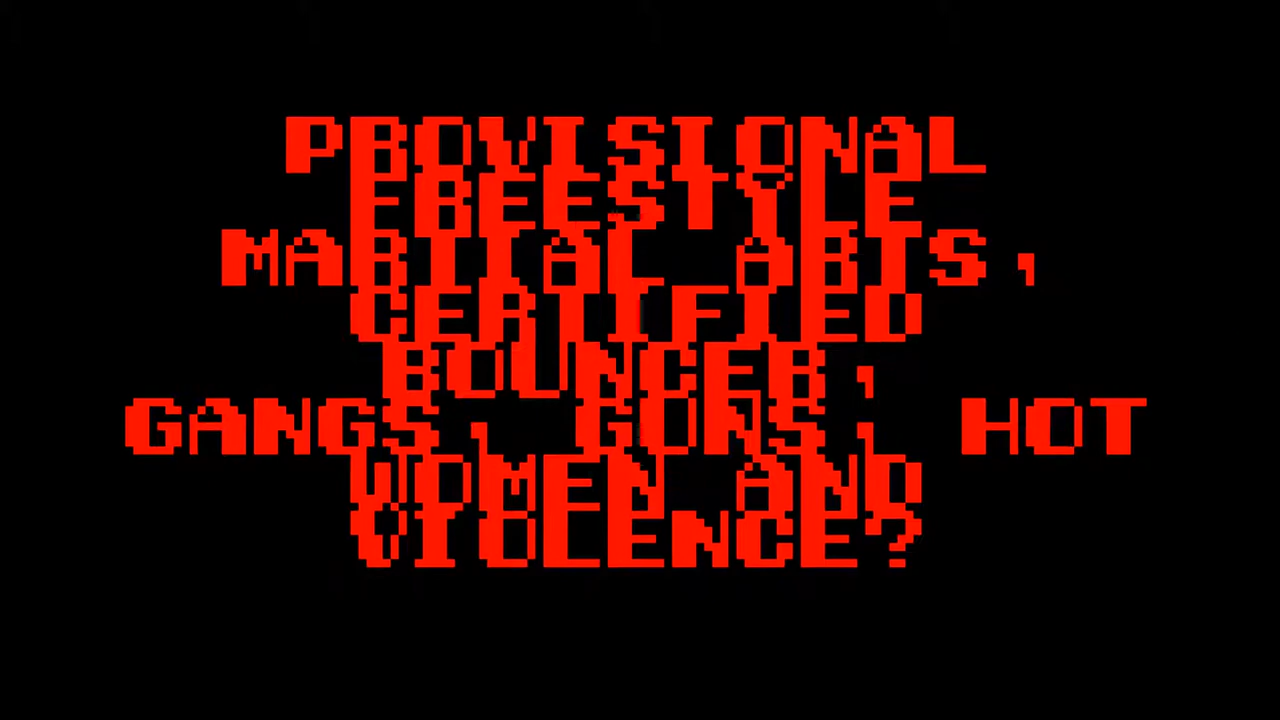 PROVISIONAL
FREESTYLE
MARTIAL ARTS,
CERTIFIED
BOUNCER,
GANGS, GUNS, HOT
WOMEN AND
VIOLENCE?